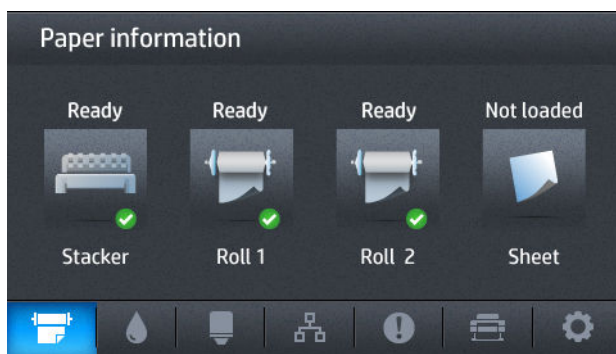 Paper information
Ready Ready Ready Not loaded
Stacker Roll 1 Roll 2 Sheet